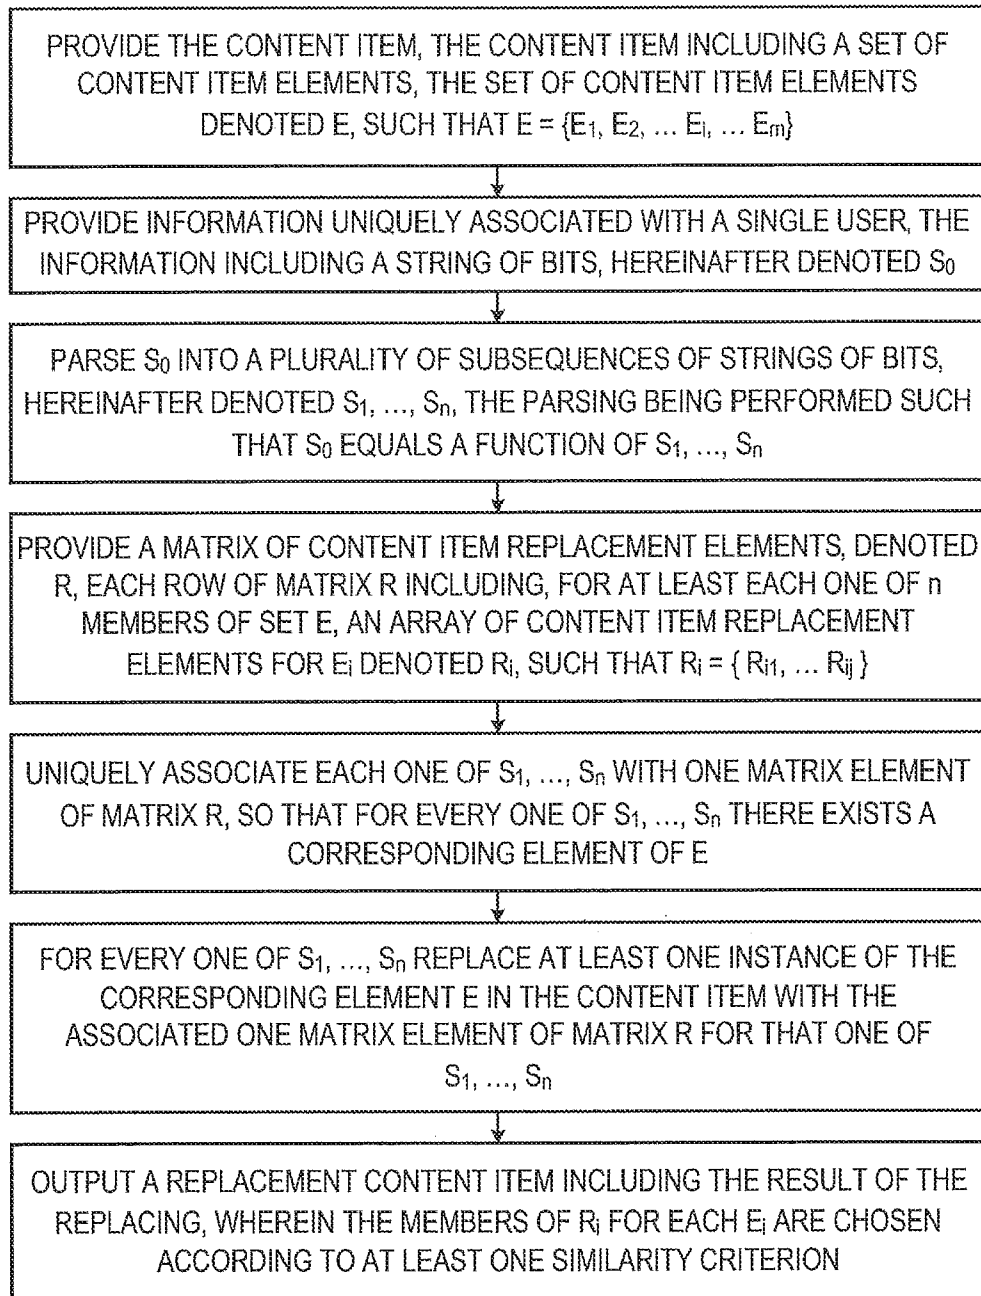 PROVIDE THE CONTENT ITEM, THE CONTENT ITEM INCLUDING A SET OF
CONTENT ITEM ELEMENTS, THE SET OF CONTENT ITEM ELEMENTS
DENOTED E, SUCH THAT E = {E₁, E₂, ... Eᵢ, ... Eₘ}
PROVIDE INFORMATION UNIQUELY ASSOCIATED WITH A SINGLE USER, THE
INFORMATION INCLUDING A STRING OF BITS, HEREINAFTER DENOTED S₀
PARSE S₀ INTO A PLURALITY OF SUBSEQUENCES OF STRINGS OF BITS,
HEREINAFTER DENOTED S₁, ..., Sₙ, THE PARSING BEING PERFORMED SUCH
THAT S₀ EQUALS A FUNCTION OF S₁, ..., Sₙ
PROVIDE A MATRIX OF CONTENT ITEM REPLACEMENT ELEMENTS, DENOTED
R, EACH ROW OF MATRIX R INCLUDING, FOR AT LEAST EACH ONE OF n
MEMBERS OF SET E, AN ARRAY OF CONTENT ITEM REPLACEMENT
ELEMENTS FOR Eᵢ DENOTED Rᵢ, SUCH THAT Rᵢ = { Rᵢ₁, ... Rᵢⱼ }
UNIQUELY ASSOCIATE EACH ONE OF S₁, ..., Sₙ WITH ONE MATRIX ELEMENT
OF MATRIX R, SO THAT FOR EVERY ONE OF S₁, ..., Sₙ THERE EXISTS A
CORRESPONDING ELEMENT OF E
FOR EVERY ONE OF S₁, ..., Sₙ REPLACE AT LEAST ONE INSTANCE OF THE
CORRESPONDING ELEMENT E IN THE CONTENT ITEM WITH THE
ASSOCIATED ONE MATRIX ELEMENT OF MATRIX R FOR THAT ONE OF
S₁, ..., Sₙ
OUTPUT A REPLACEMENT CONTENT ITEM INCLUDING THE RESULT OF THE
REPLACING, WHEREIN THE MEMBERS OF Rᵢ FOR EACH Eᵢ ARE CHOSEN
ACCORDING TO AT LEAST ONE SIMILARITY CRITERION